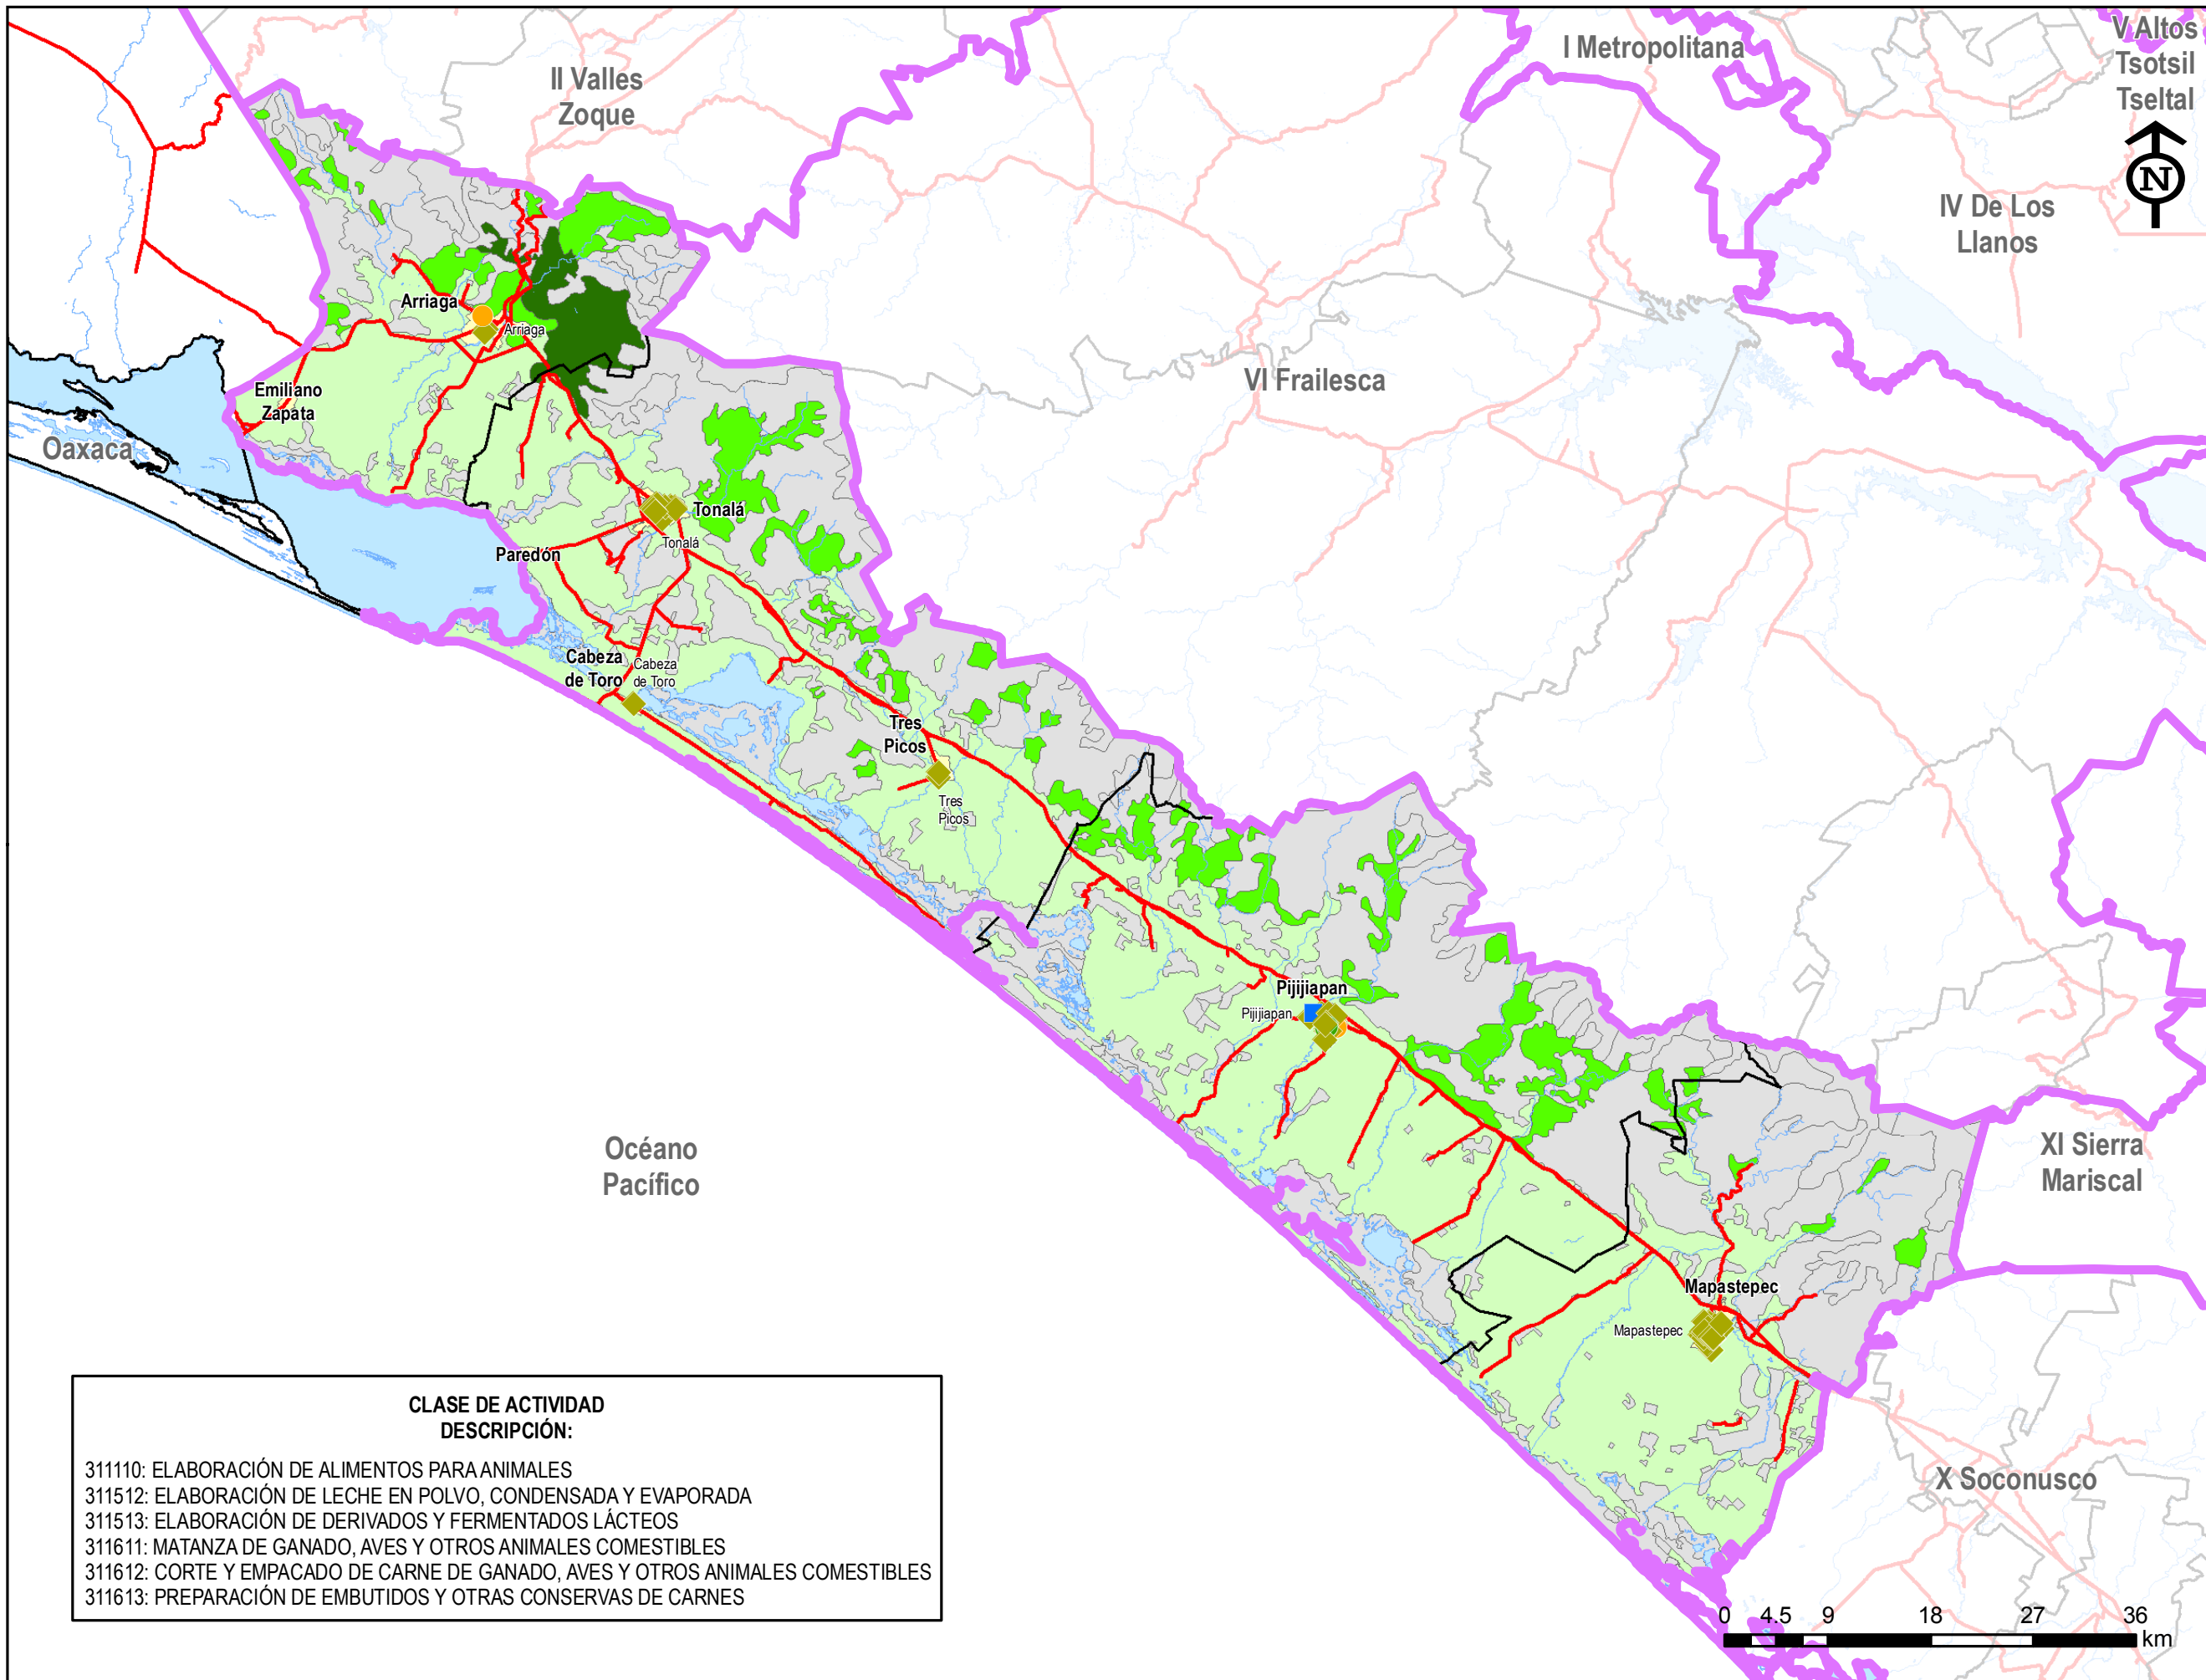 V Altos
Tsotsil
Tseltal
I Metropolitana
II Valles
Zoque
N
IV De Los
Llanos
Arriaga
Arriaga
VI Frailesca
Emiliano
Zapata
Oaxaca
Tonalá
Tonalá
Paredón
Cabeza
de Toro
Cabeza
de Toro
Tres
Picos
Tres
Picos
Pijijiapan
Pijijiapan
Océano
Pacífico
XI Sierra
Mariscal
Mapastepec
Mapastepec
X Soconusco
CLASE DE ACTIVIDAD
DESCRIPCIÓN:
311110: ELABORACIÓN DE ALIMENTOS PARA ANIMALES
311512: ELABORACIÓN DE LECHE EN POLVO, CONDENSADA Y EVAPORADA
311513: ELABORACIÓN DE DERIVADOS Y FERMENTADOS LÁCTEOS
311611: MATANZA DE GANADO, AVES Y OTROS ANIMALES COMESTIBLES
311612: CORTE Y EMPACADO DE CARNE DE GANADO, AVES Y OTROS ANIMALES COMESTIBLES
311613: PREPARACIÓN DE EMBUTIDOS Y OTRAS CONSERVAS DE CARNES
0 4.5 9 18 27 36
km